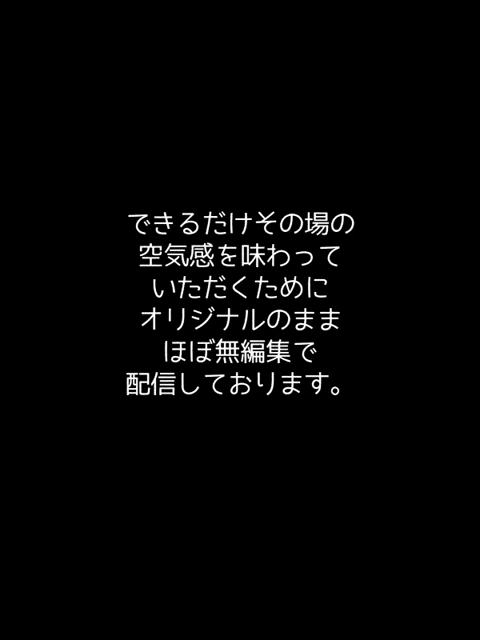 できるだけその場の
空気感を味わって
いただくために
オリジナルのまま
ほぼ無編集で
配信しております。